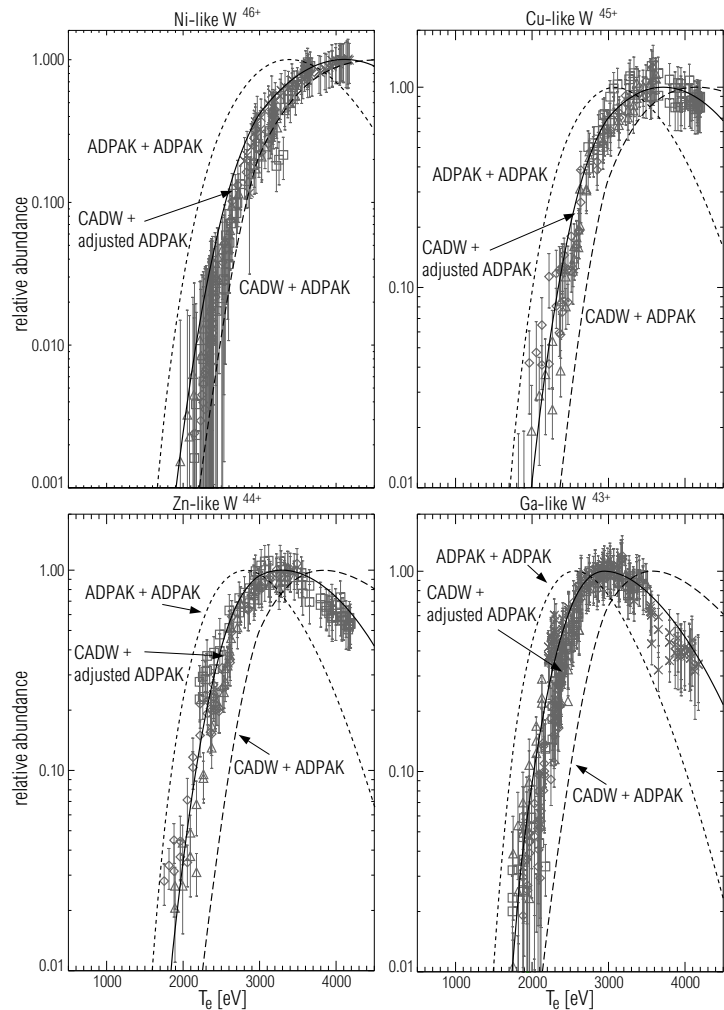 Ni-like W 46+
Cu-like W 45+
1.000
0.100
0.010
0.001
relative abundance
ADPAK + ADPAK
CADW +
adjusted ADPAK
CADW + ADPAK
1.00
0.10
0.01
ADPAK + ADPAK
CADW +
adjusted ADPAK
CADW + ADPAK
Zn-like W 44+
Ga-like W 43+
1.00
0.10
0.01
relative abundance
ADPAK + ADPAK
CADW +
adjusted ADPAK
CADW + ADPAK
1000 2000 3000 4000
Te [eV]
1.00
0.10
0.01
ADPAK + ADPAK
CADW +
adjusted ADPAK
CADW + ADPAK
1000 2000 3000 4000
Te [eV]